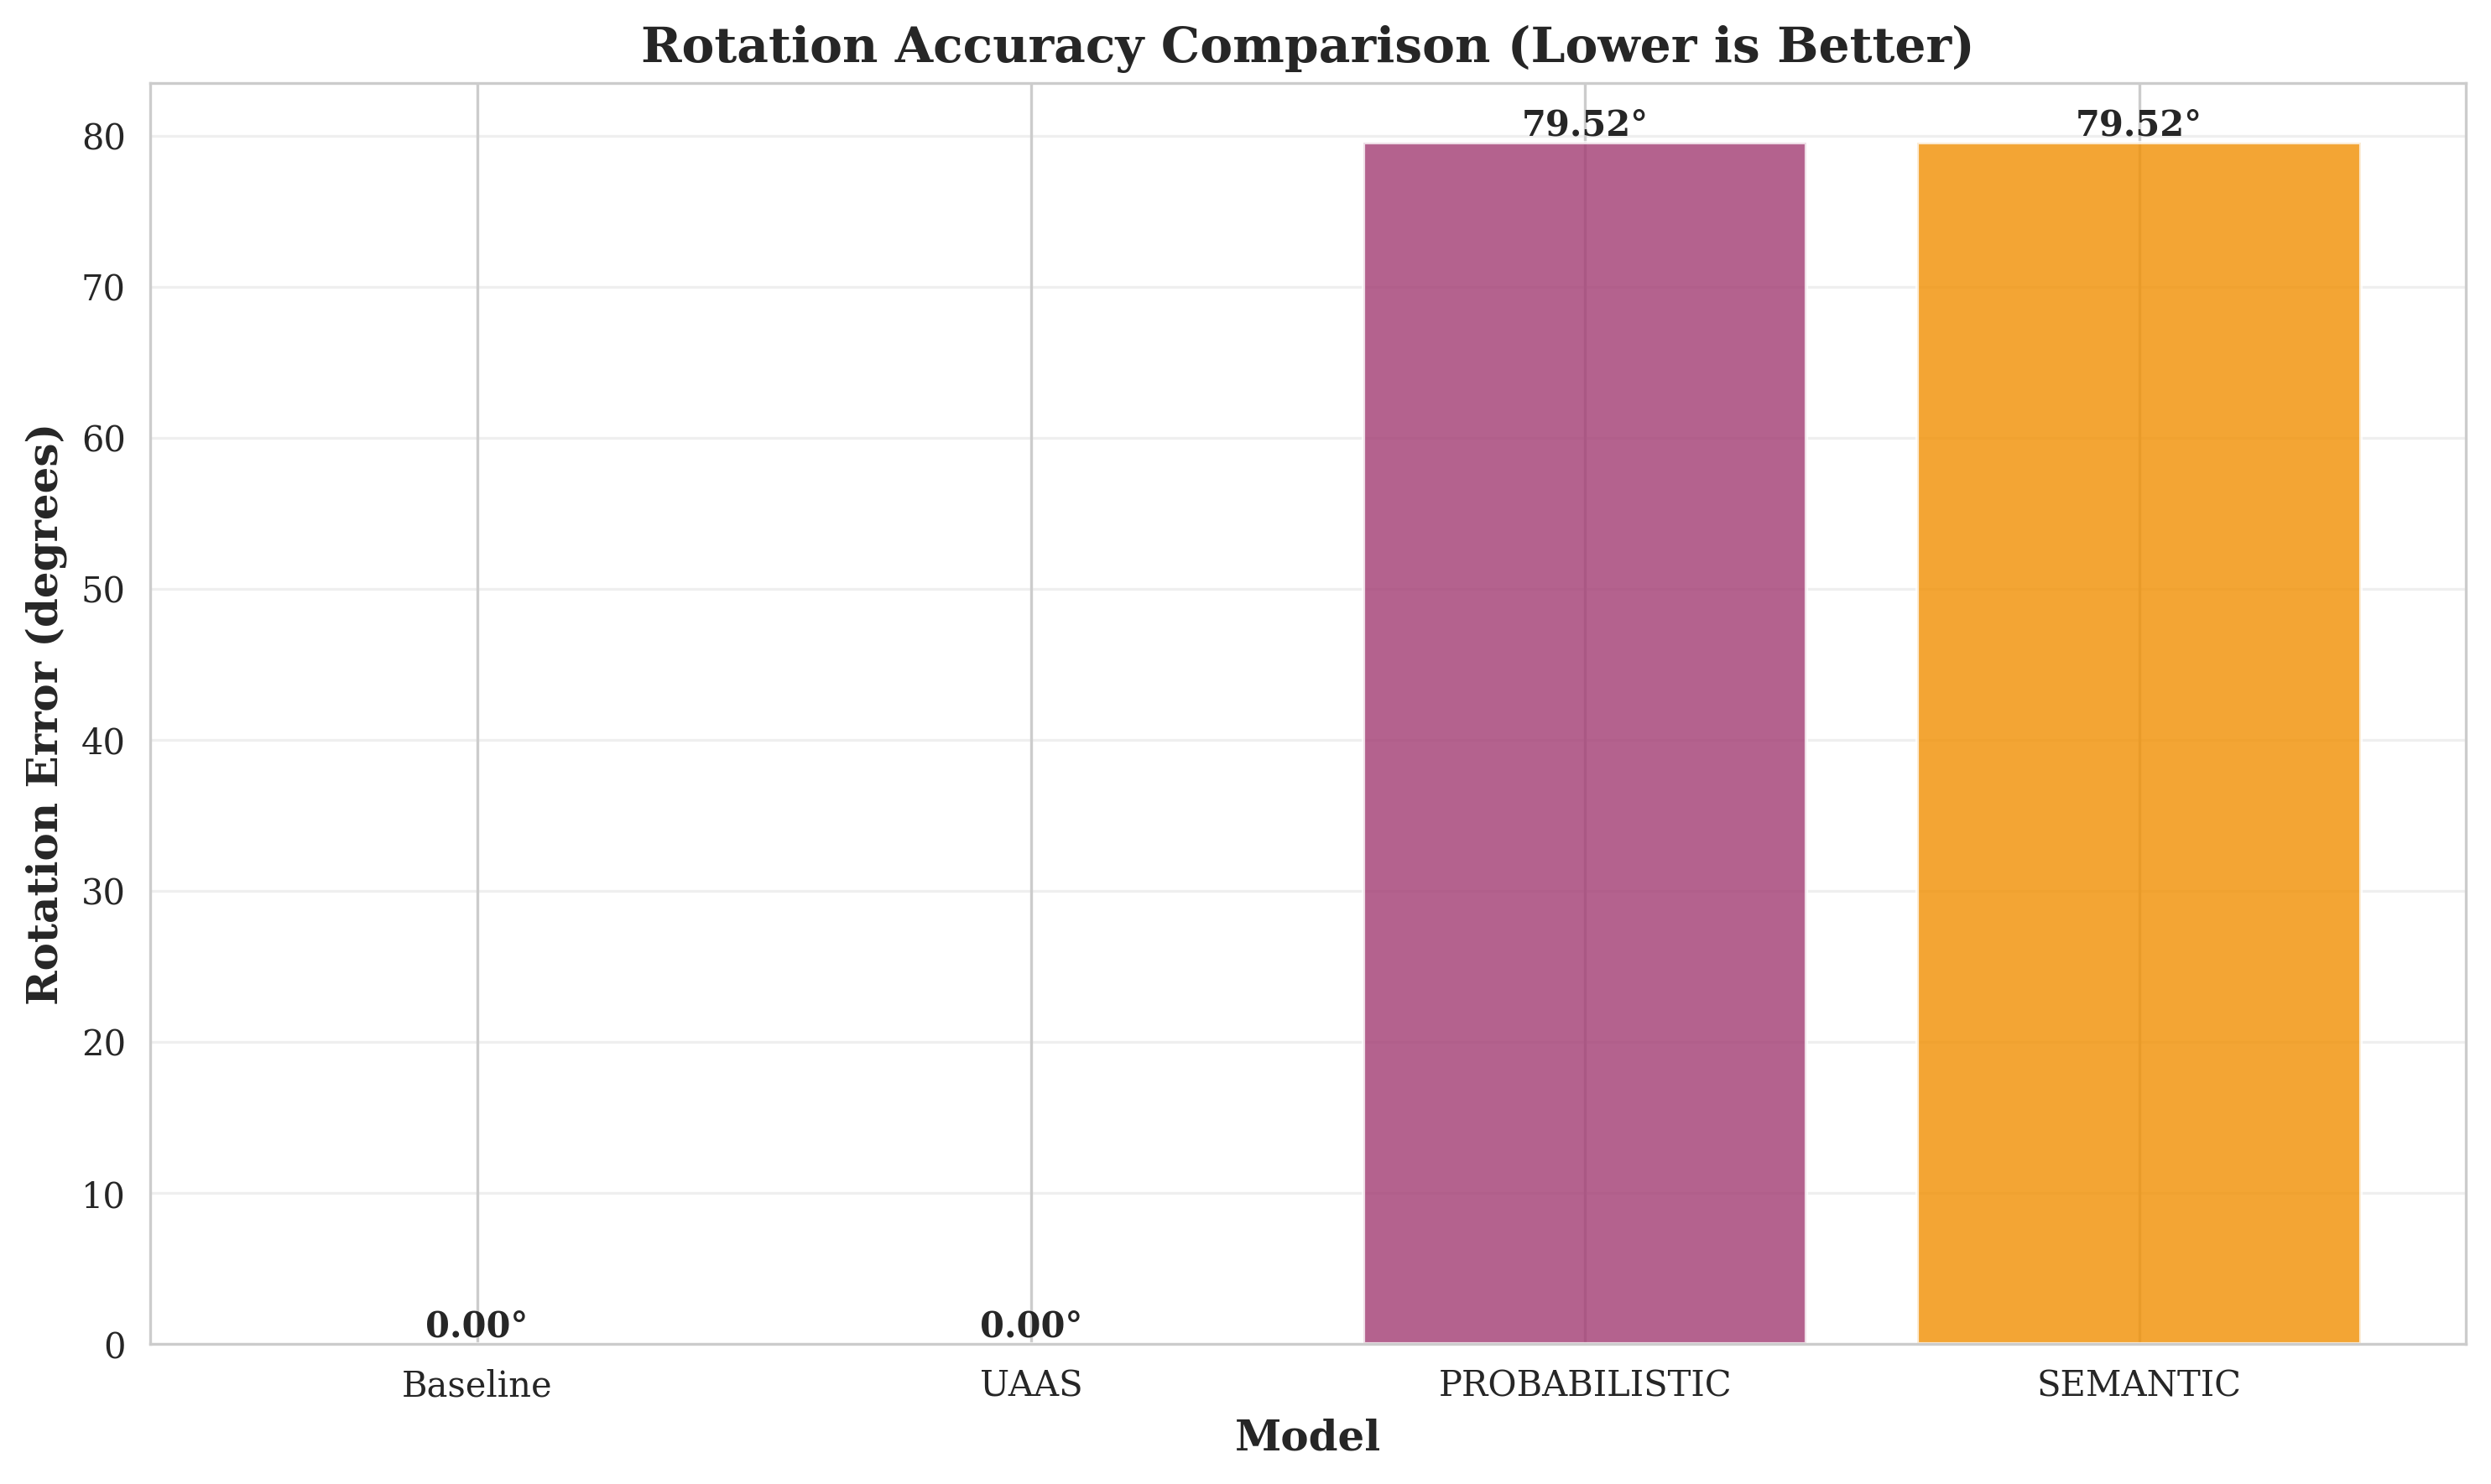 Rotation Accuracy Comparison (Lower is Better)
Rotation Error (degrees)
80
70
60
50
40
30
20
10
0
79.52°
79.52°
0.00°
0.00°
Baseline
UAAS
PROBABILISTIC
SEMANTIC
Model